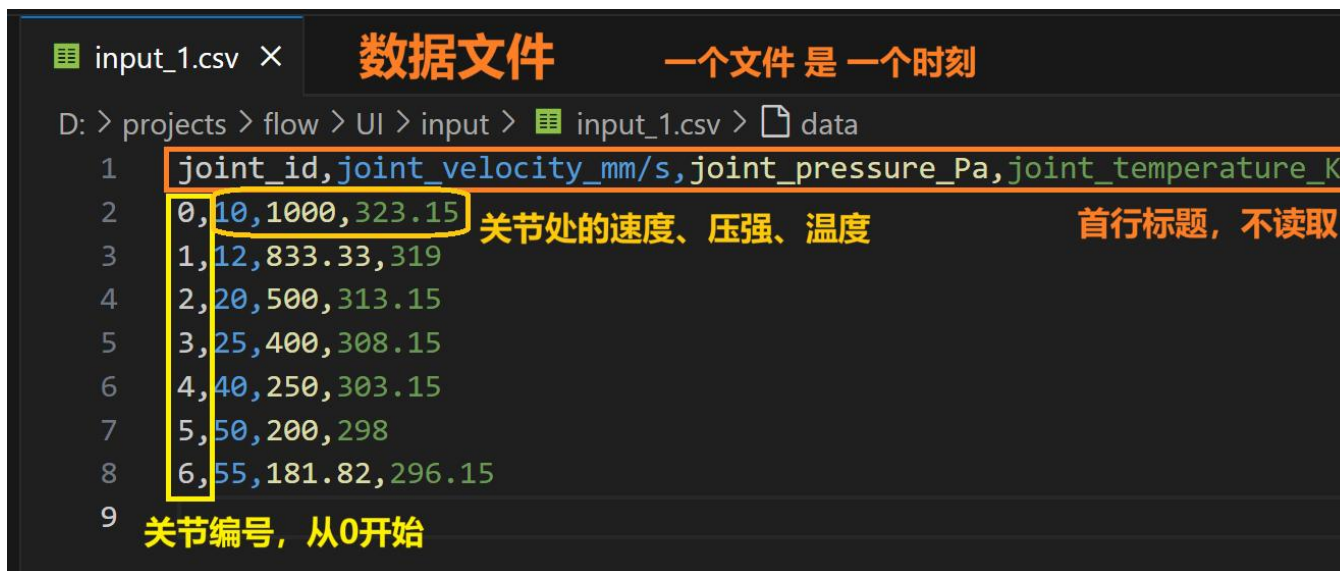 input_1.csv × 数据文件 一个文件 是 一个时刻
D: > projects > flow > UI > input > input_1.csv > data
1 joint_id,joint_velocity_mm/s,joint_pressure_Pa,joint_temperature_K
2 0,10,1000,323.15 关节处的速度、压强、温度 首行标题，不读取
3 1,12,833.33,319
4 2,20,500,313.15
5 3,25,400,308.15
6 4,40,250,303.15
7 5,50,200,298
8 6,55,181.82,296.15
9 关节编号，从0开始